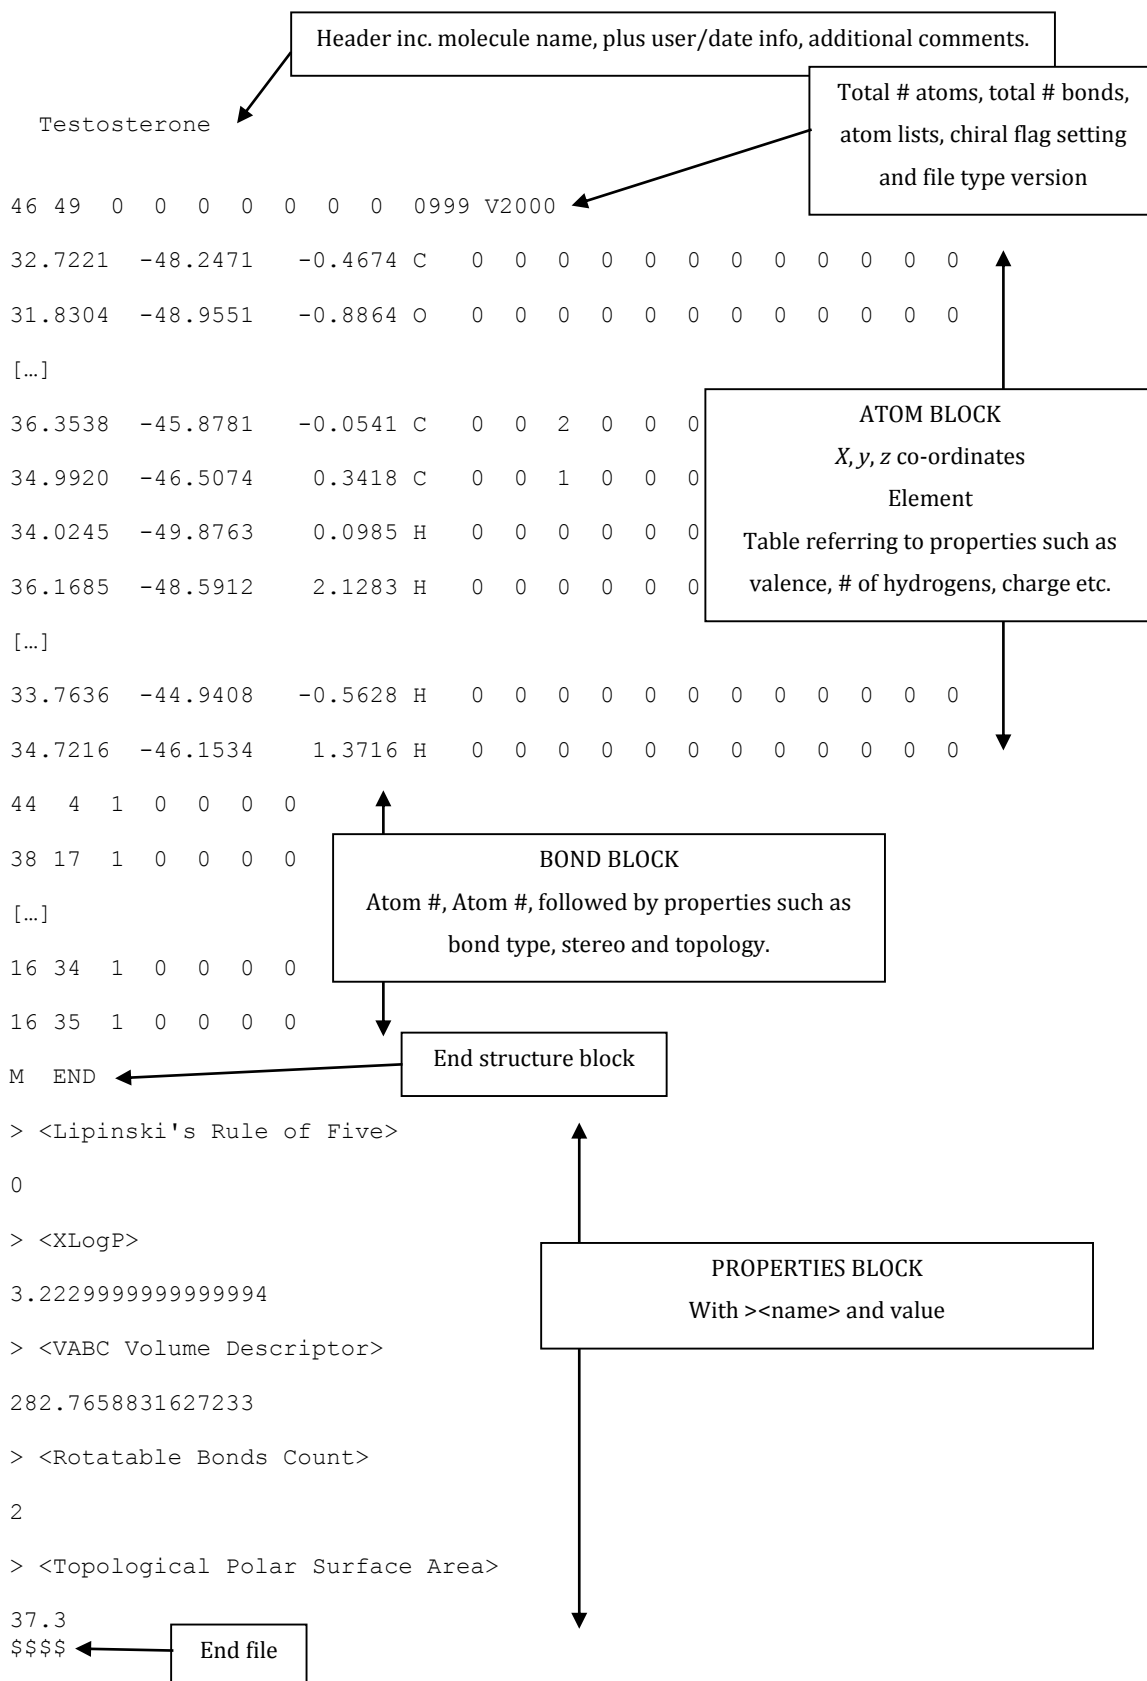 Header inc. molecule name, plus user/date info, additional comments.
Total # atoms, total # bonds,
atom lists, chiral flag setting
and file type version
Testosterone
46 49 0 0 0 0 0 0 0 0999 V2000
32.7221 -48.2471 -0.4674 C 0 0 0 0 0 0 0 0 0 0 0 0
31.8304 -48.9551 -0.8864 O 0 0 0 0 0 0 0 0 0 0 0 0
[…]
36.3538 -45.8781 -0.0541 C 0 0 2 0 0 0
34.9920 -46.5074 0.3418 C 0 0 1 0 0 0
34.0245 -49.8763 0.0985 H 0 0 0 0 0 0
36.1685 -48.5912 2.1283 H 0 0 0 0 0 0
ATOM BLOCK
X, y, z co-ordinates
Element
Table referring to properties such as
valence, # of hydrogens, charge etc.
[…]
33.7636 -44.9408 -0.5628 H 0 0 0 0 0 0 0 0 0 0 0 0
34.7216 -46.1534 1.3716 H 0 0 0 0 0 0 0 0 0 0 0 0
44 4 1 0 0 0 0
38 17 1 0 0 0 0
[…]
16 34 1 0 0 0 0
16 35 1 0 0 0 0
BOND BLOCK
Atom #, Atom #, followed by properties such as
bond type, stereo and topology.
M END
End structure block
> <Lipinski's Rule of Five>
0
> <XLogP>
3.2229999999999994
> <VABC Volume Descriptor>
282.7658831627233
> <Rotatable Bonds Count>
2
> <Topological Polar Surface Area>
37.3
PROPERTIES BLOCK
With ><name> and value
$$$$
End file